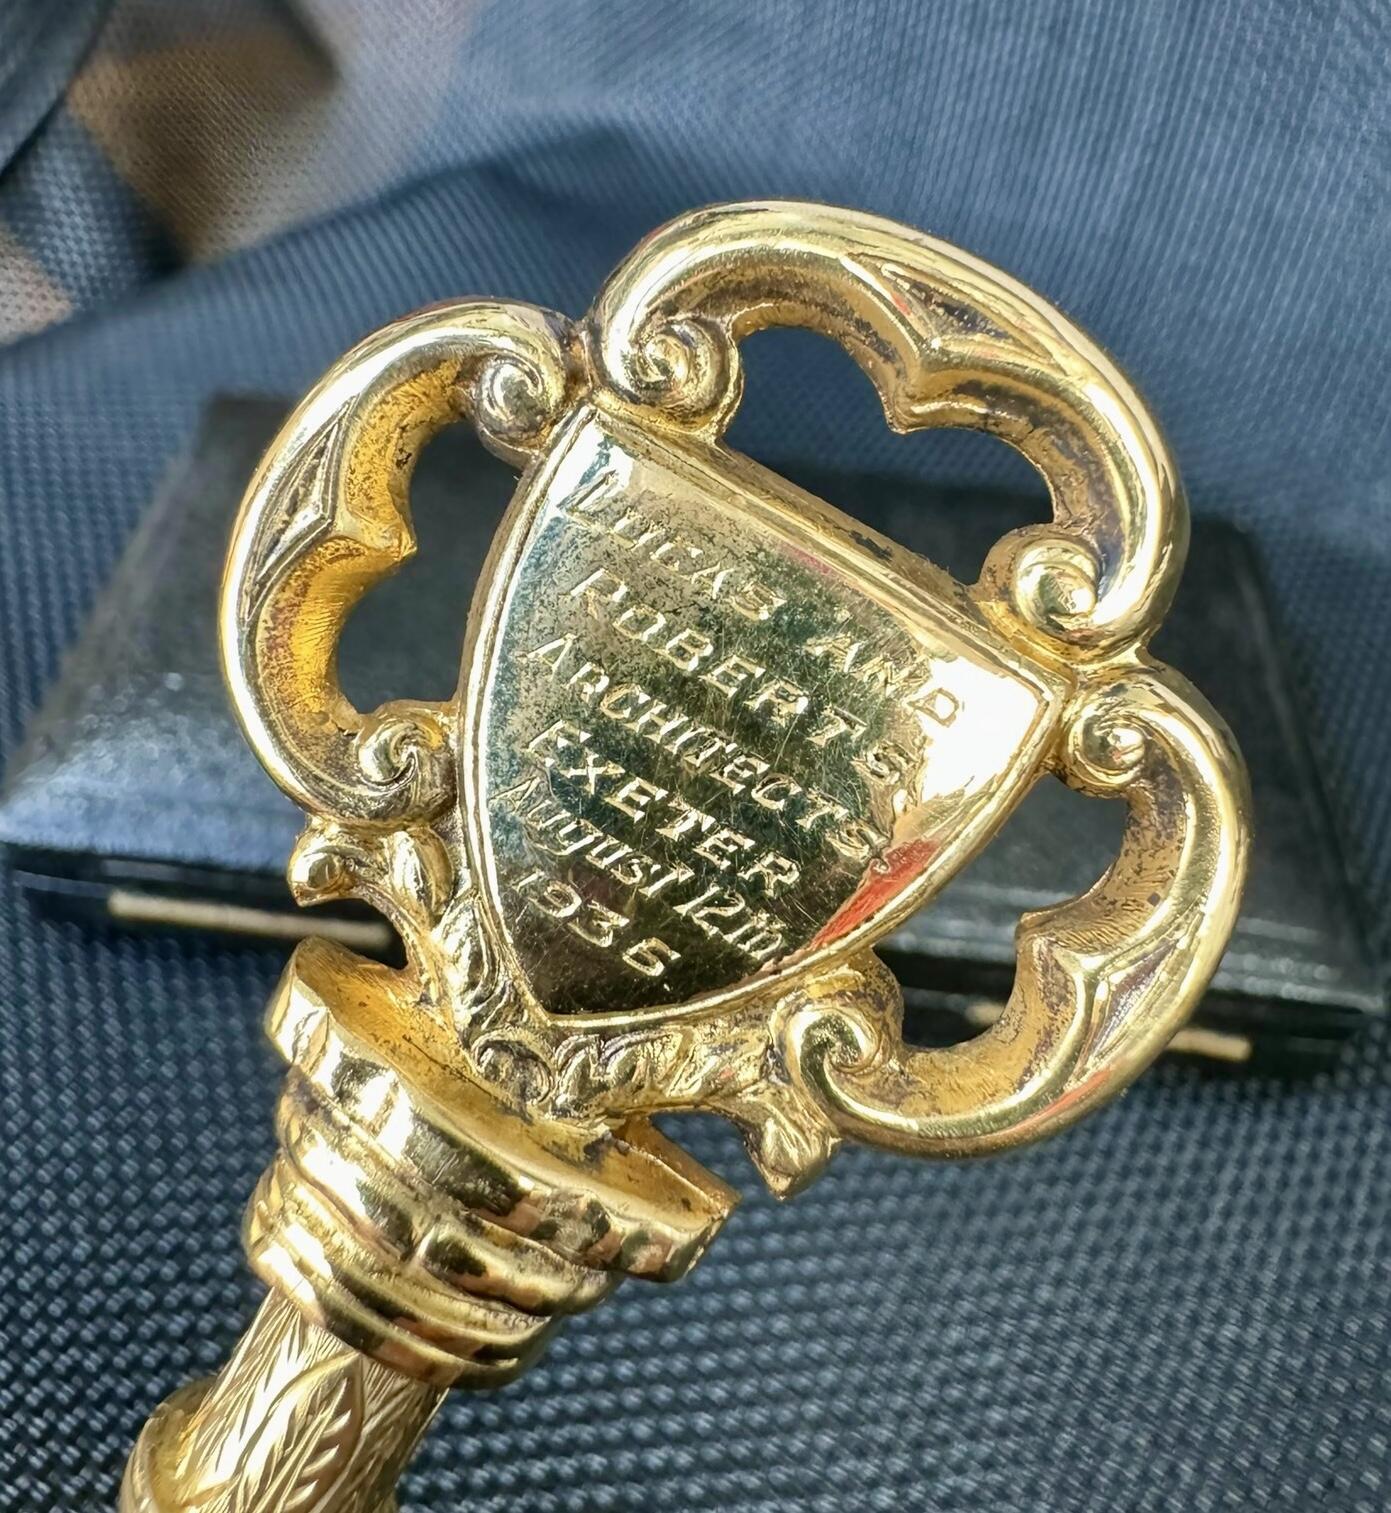 LUCAS AND
ROBERTS
ARCHITECTS,
EXETER
August 12th
1936